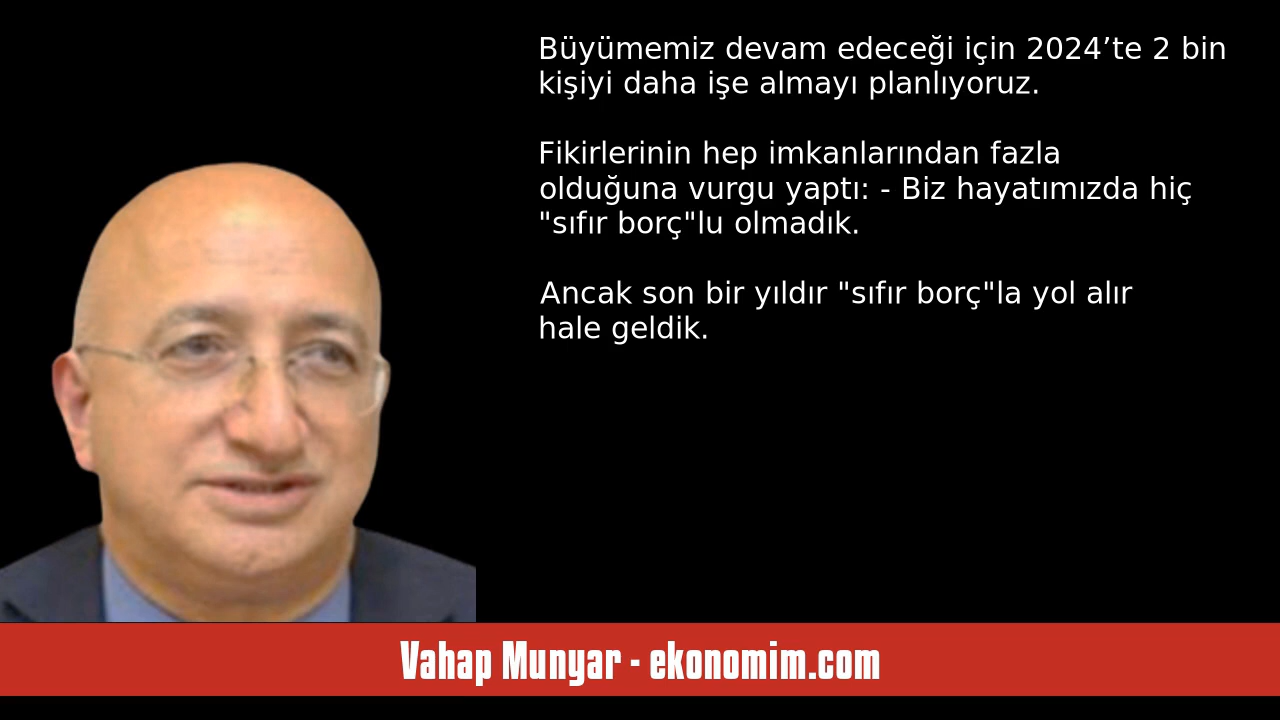 Büyümemiz devam edeceği için 2024’te 2 bin
kişiyi daha işe almayı planlıyoruz.
Fikirlerinin hep imkanlarından fazla
olduğuna vurgu yaptı: - Biz hayatımızda hiç
"sıfır borç"lu olmadık.
Ancak son bir yıldır "sıfır borç"la yol alır
hale geldik.
Vahap Munyar - ekonomim.com